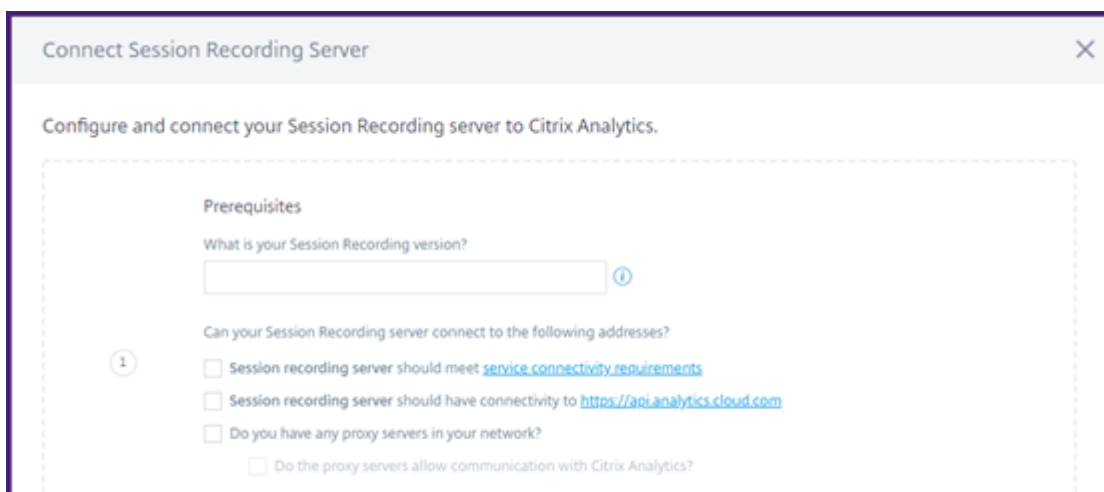 Connect Session Recording Server
Configure and connect your Session Recording server to Citrix Analytics.
Prerequisites
What is your Session Recording version?
Can your Session Recording server connect to the following addresses?
1
Session recording server should meet service connectivity requirements
Session recording server should have connectivity to https://api.analytics.cloud.com
Do you have any proxy servers in your network?
Do the proxy servers allow communication with Citrix Analytics?